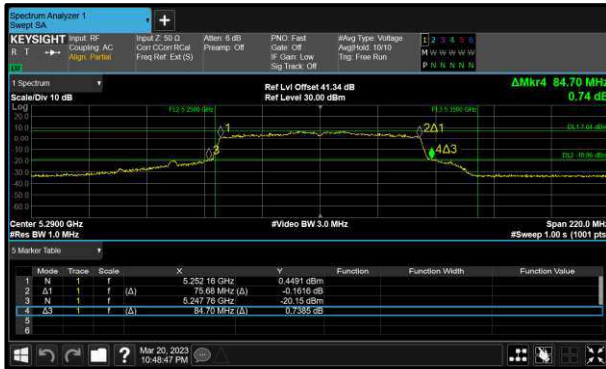 Spectrum Analyzer 1
Swept SA
KEYSIGHT
R T
Input: RF
Coupling: AC
Align: Partial
Input Z: 50 Ω
Corr CCorr RCal
Freq Ref: Ext (S)
Atten: 6 dB
Preamp: Off
PNO: Fast
Gate: Off
IF Gain: Low
Sig Track: Off
#Avg Type: Voltage
Avg|Hold: 10/10
Trig: Free Run
1 2 3 4 5 6
M W W W W W
P N N N N N
1 Spectrum
Scale/Div 10 dB
Ref Lvl Offset 41.34 dB
Ref Level 30.00 dBm
ΔMkr4 84.70 MHz
0.74 dB
Log
20.0
10.0
0.00
-10.0
-20.0
-30.0
-40.0
-50.0
-60.0
1
2Δ1
3
4Δ3
Center 5.2900 GHz
#Res BW 1.0 MHz
#Video BW 3.0 MHz
Span 220.0 MHz
#Sweep 1.00 s (1001 pts)
5 Marker Table
Mode Trace Scale X Y Function Function Width Function Value
1 N 1 f 5.252 16 GHz 0.4491 dBm
2 Δ1 1 f (Δ) 75.68 MHz (Δ) -0.1616 dB
3 N 1 f 5.247 76 GHz -20.15 dBm
4 Δ3 1 f (Δ) 84.70 MHz (Δ) 0.7385 dB
5
6
?
Mar 20, 2023
10:48:47 PM